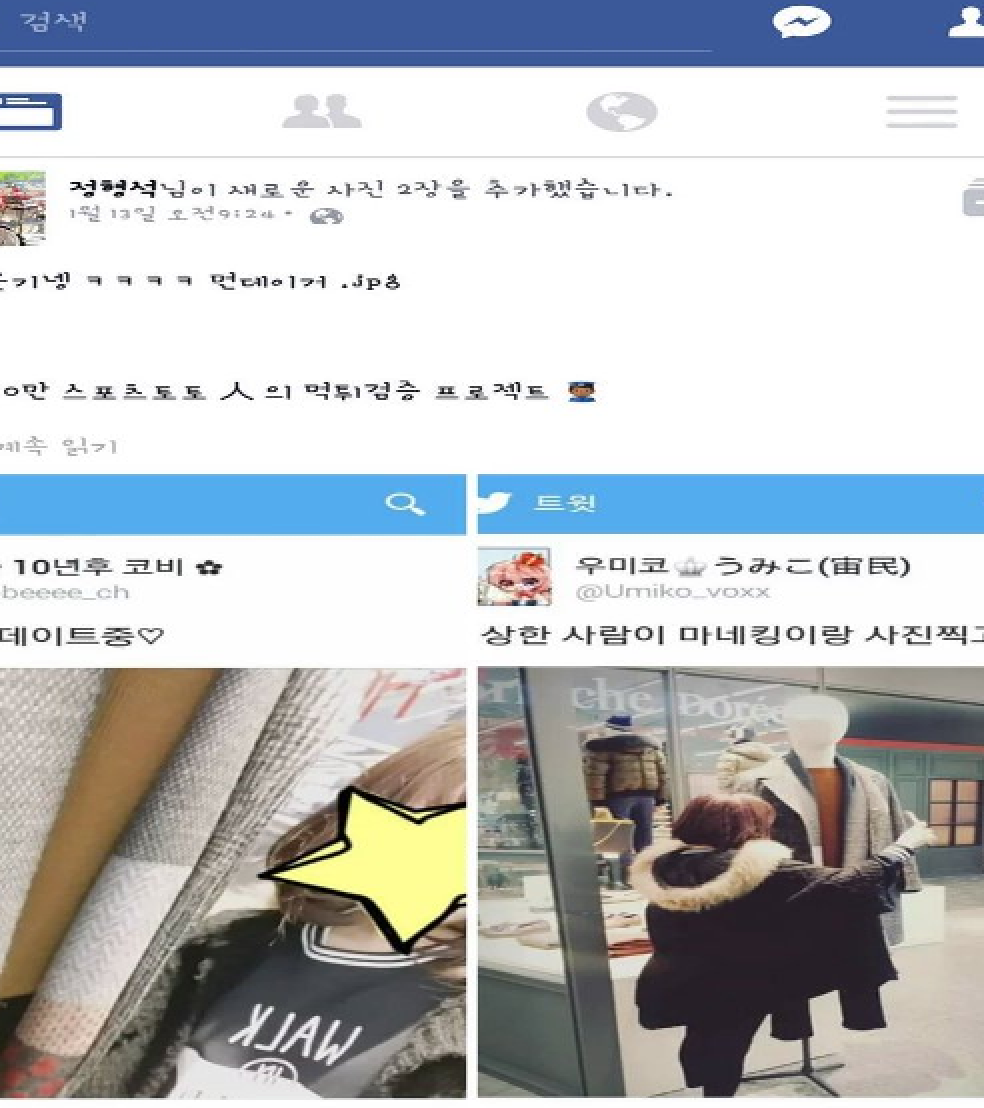 검색
정형석님이 새로운 사진 2장을 추가했습니다.
1월 13일 오전9:24 •
기넹 ㅋㅋㅋㅋ 먼데이거 .jpg
0만 스포츠토토 人 의 먹튀검증 프로젝트
계속 읽기
트윗
10년후 코비 ✿
beeee_ch
데이트중♡
우미코 うみこ(宙民)
@Umiko_voxx
상한 사람이 마네킹이랑 사진찍고
che Dorée
WALK